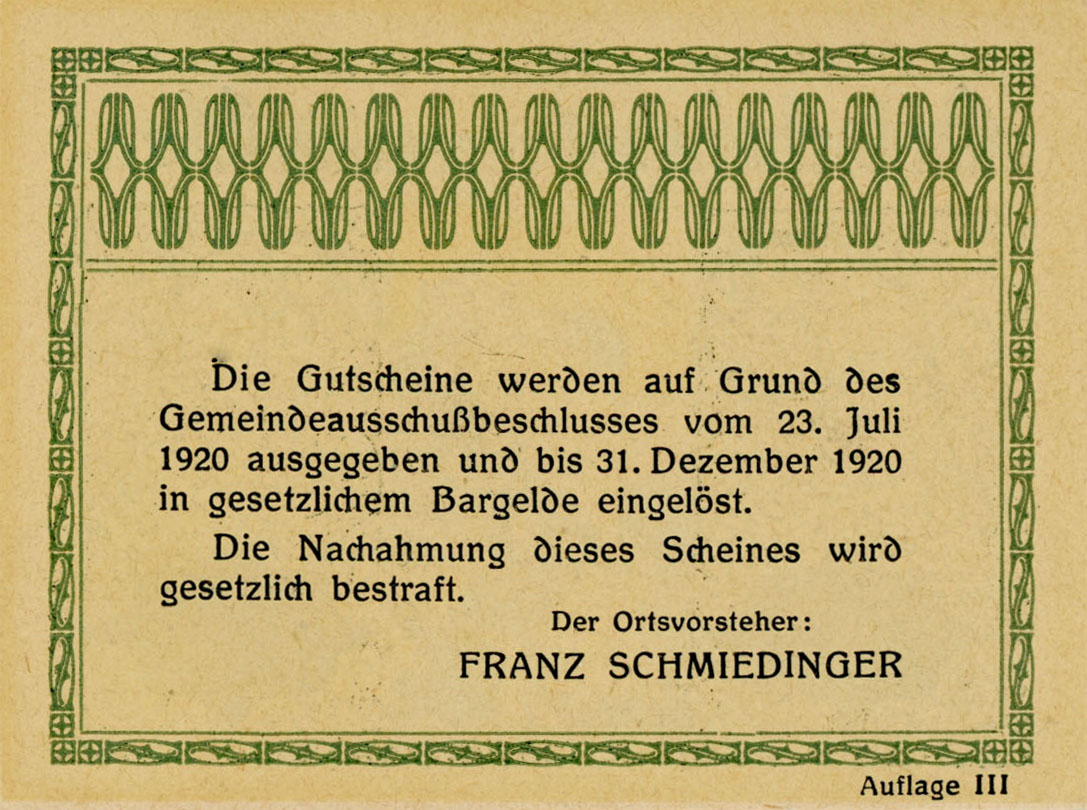 Die Gutscheine werden auf Grund des
Gemeindeausschußbeschlusses vom 23. Juli
1920 ausgegeben und bis 31. Dezember 1920
in gesetzlichem Bargelde eingelöst.
Die Nachahmung dieses Scheines wird
gesetzlich bestraft.
Der Ortsvorsteher:
FRANZ SCHMIEDINGER
Auflage III